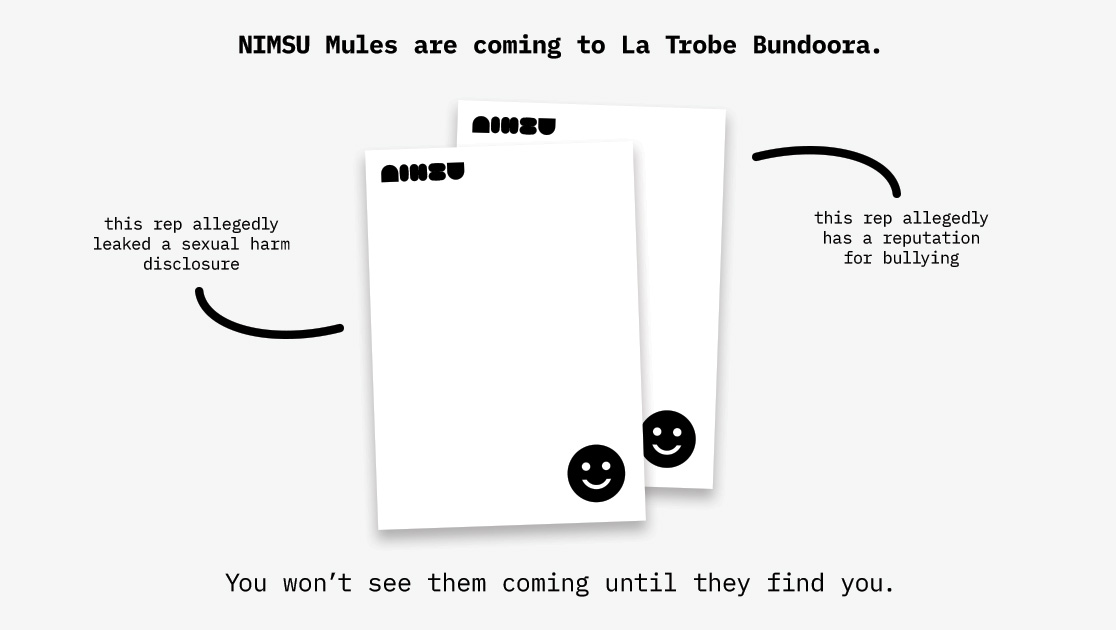 NIMSU Mules are coming to La Trobe Bundoora.
NIMSU
NIMSU
this rep allegedly
leaked a sexual harm
disclosure
this rep allegedly
has a reputation
for bullying
You won’t see them coming until they find you.